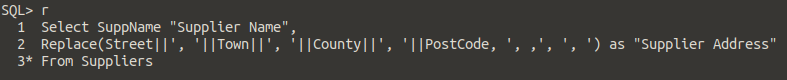 SQL> r
1 Select SuppName "Supplier Name",
2 Replace(Street||', '||Town||', '||County||', '||PostCode, ', ,', ', ') as "Supplier Address"
3* From Suppliers